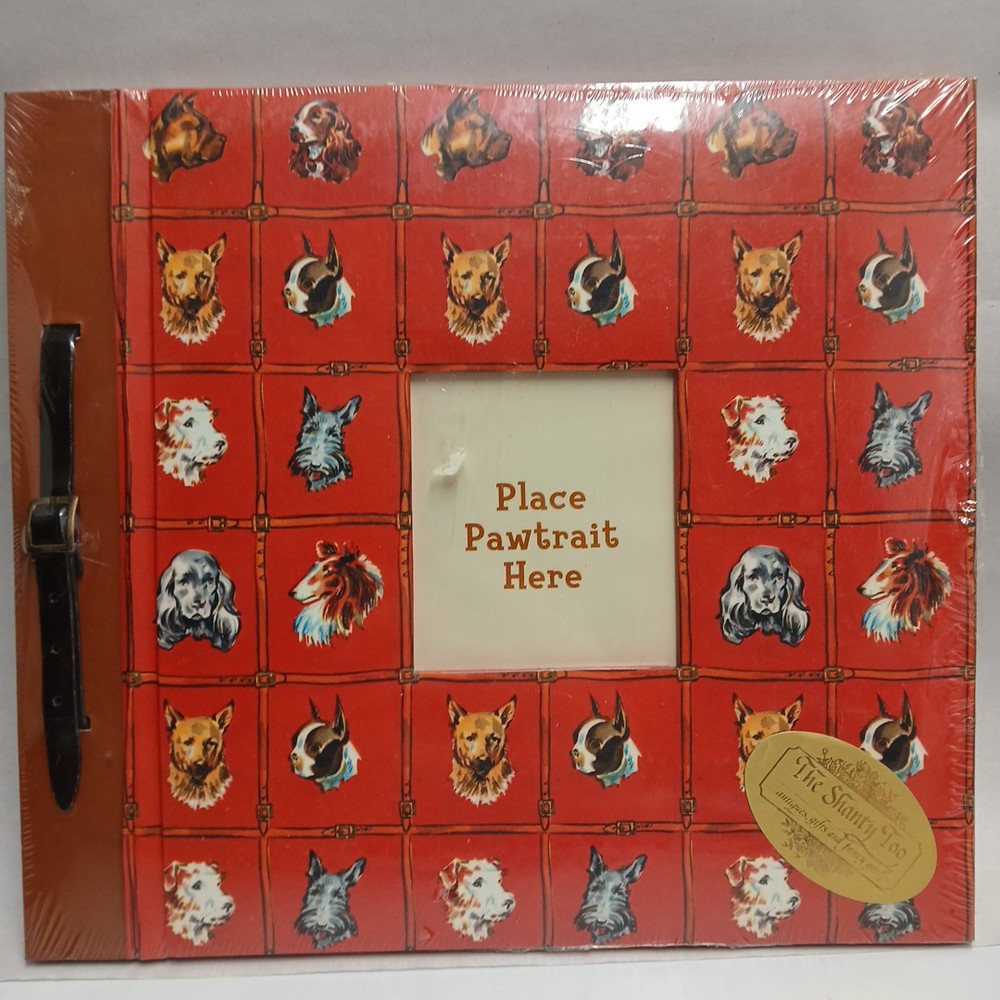 Place
Pawtrait
Here
The Shanty Too
antiques, gifts and